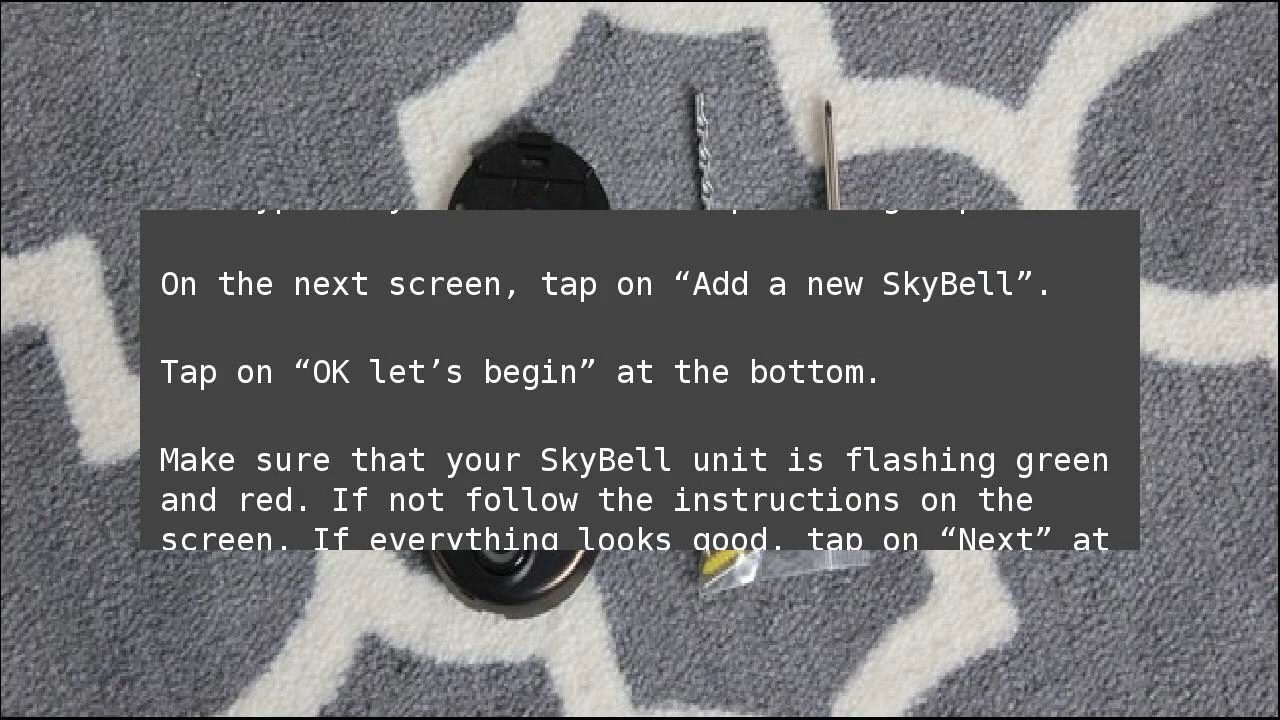 On the next screen, tap on “Add a new SkyBell”.
Tap on “OK let’s begin” at the bottom.
Make sure that your SkyBell unit is flashing green
and red. If not follow the instructions on the
screen. If everything looks good, tap on “Next” at